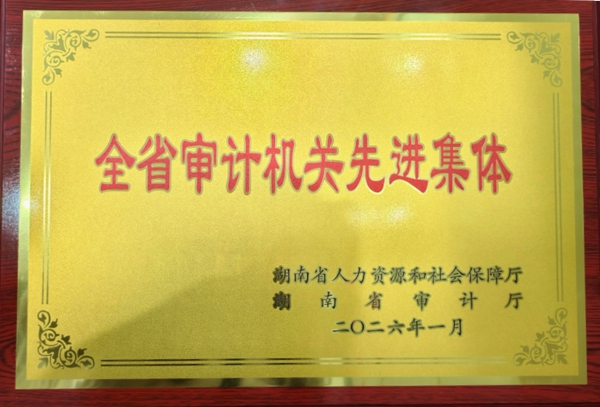 全省审计机关先进集体
湖南省人力资源和社会保障厅
湖南省审计厅
二〇二六年一月